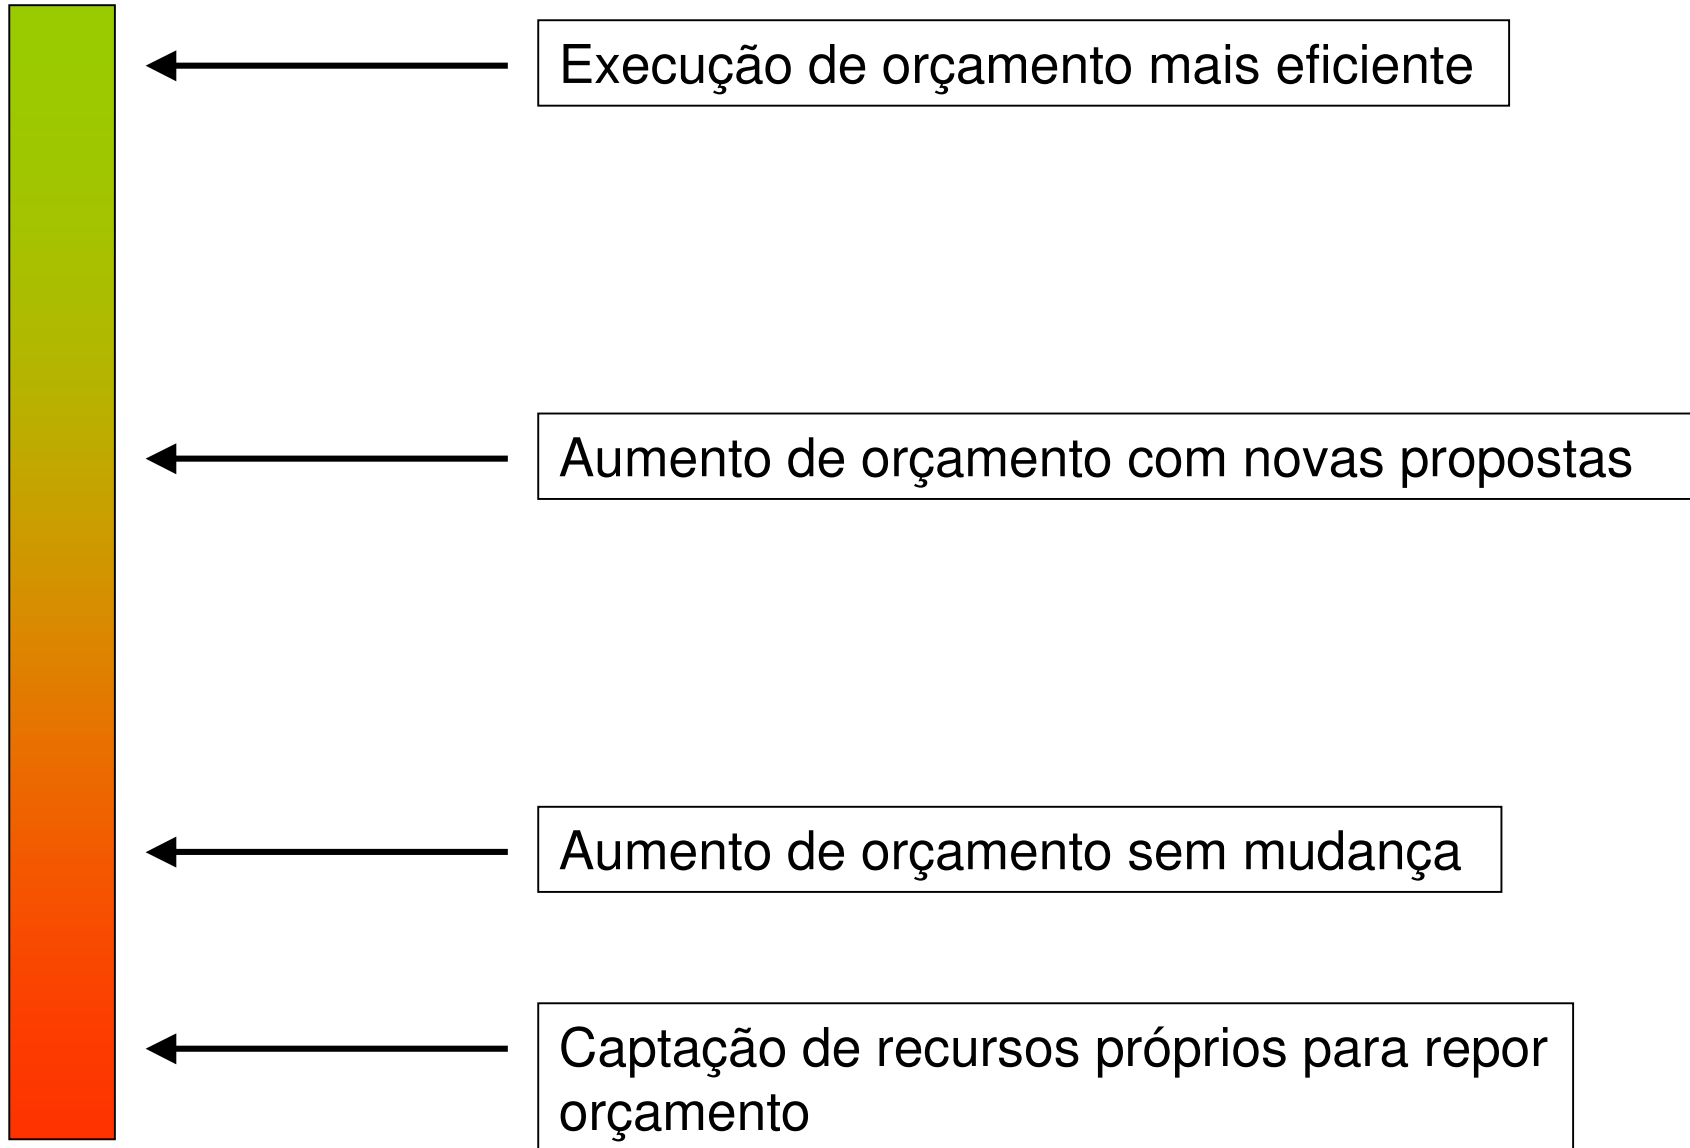 Execução de orçamento mais eficiente
Aumento de orçamento com novas propostas
Aumento de orçamento sem mudança
Captação de recursos próprios para repor
orçamento